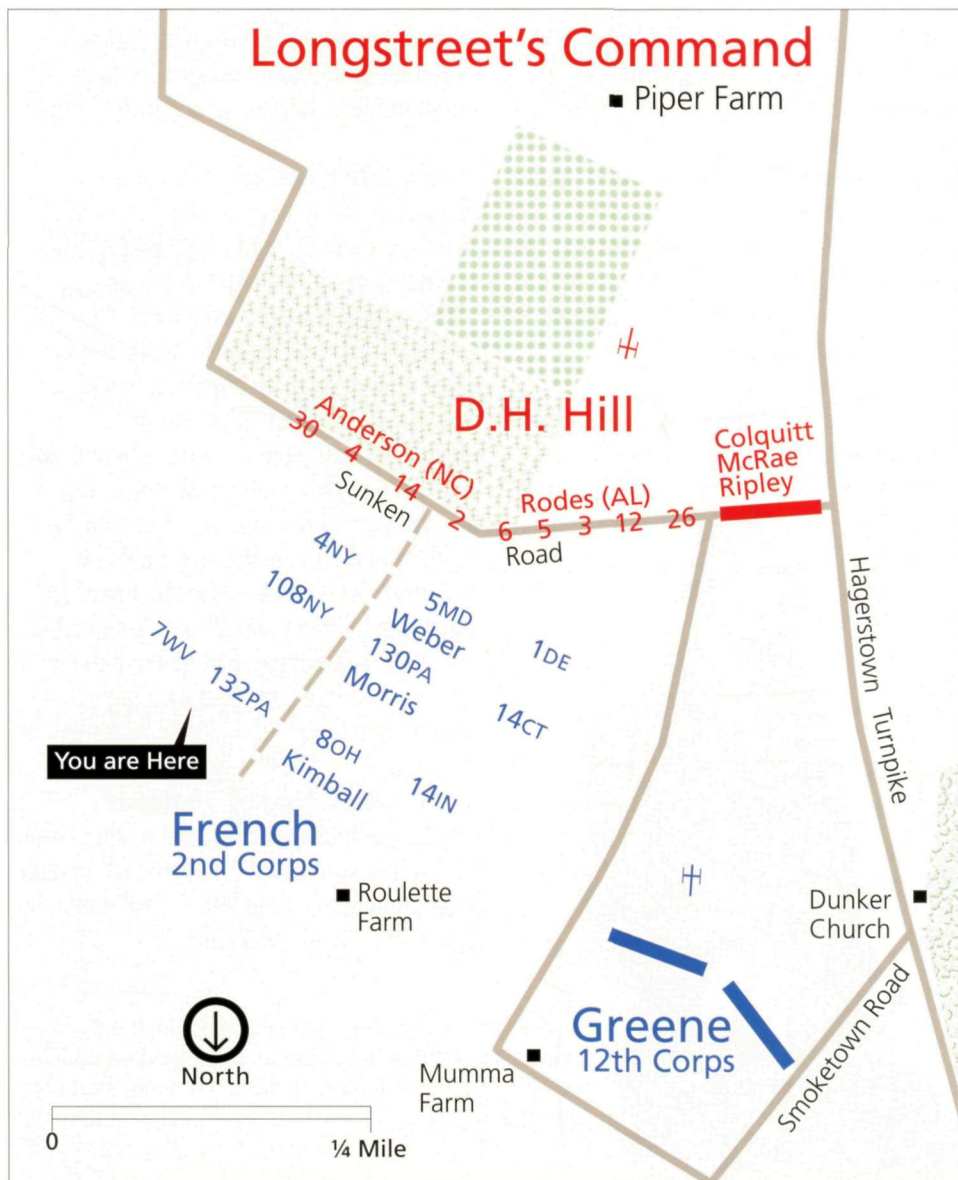 Longstreet's Command
Piper Farm
D.H. Hill
Anderson (NC)
30
4
14
2
Sunken
Road
Rodes (AL)
6
5
3
12
26
Colquitt
McRae
Ripley
4NY
108NY
7WV
132PA
5MD
Weber
1DE
130PA
Morris
14CT
8OH
Kimball
14IN
You are Here
French
2nd Corps
Roulette
Farm
Hagerstown Turnpike
Dunker
Church
Greene
12th Corps
Smoketown Road
Mumma
Farm
North
0
¼ Mile